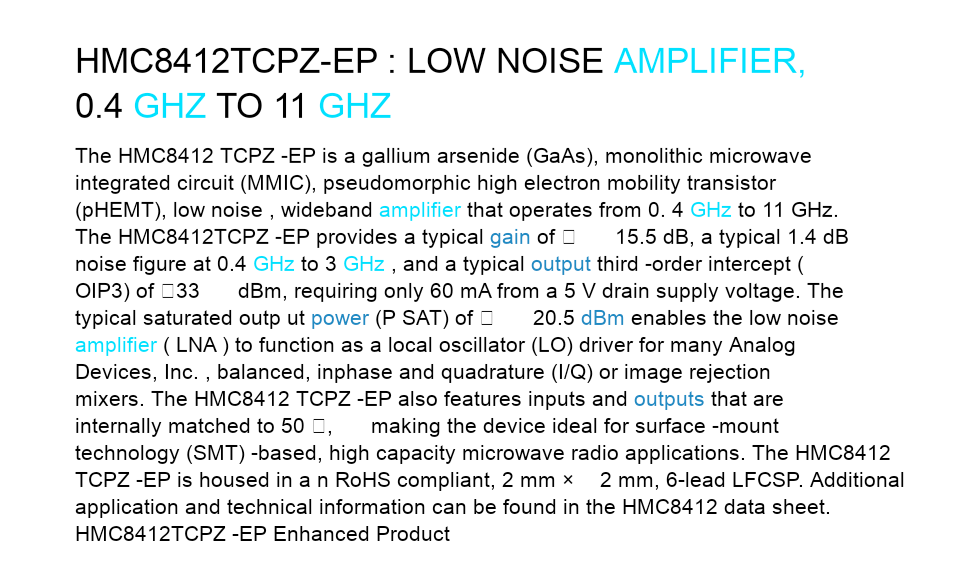 HMC8412TCPZ-EP : LOW NOISE AMPLIFIER,
0.4 GHZ TO 11 GHZ
The HMC8412 TCPZ -EP is a gallium arsenide (GaAs), monolithic microwave
integrated circuit (MMIC), pseudomorphic high electron mobility transistor
(pHEMT), low noise , wideband amplifier that operates from 0. 4 GHz to 11 GHz.
The HMC8412TCPZ -EP provides a typical gain of □ 15.5 dB, a typical 1.4 dB
noise figure at 0.4 GHz to 3 GHz , and a typical output third -order intercept (
OIP3) of □33 dBm, requiring only 60 mA from a 5 V drain supply voltage. The
typical saturated outp ut power (P SAT) of □ 20.5 dBm enables the low noise
amplifier ( LNA ) to function as a local oscillator (LO) driver for many Analog
Devices, Inc. , balanced, inphase and quadrature (I/Q) or image rejection
mixers. The HMC8412 TCPZ -EP also features inputs and outputs that are
internally matched to 50 □, making the device ideal for surface -mount
technology (SMT) -based, high capacity microwave radio applications. The HMC8412
TCPZ -EP is housed in a n RoHS compliant, 2 mm × 2 mm, 6-lead LFCSP. Additional
application and technical information can be found in the HMC8412 data sheet.
HMC8412TCPZ -EP Enhanced Product